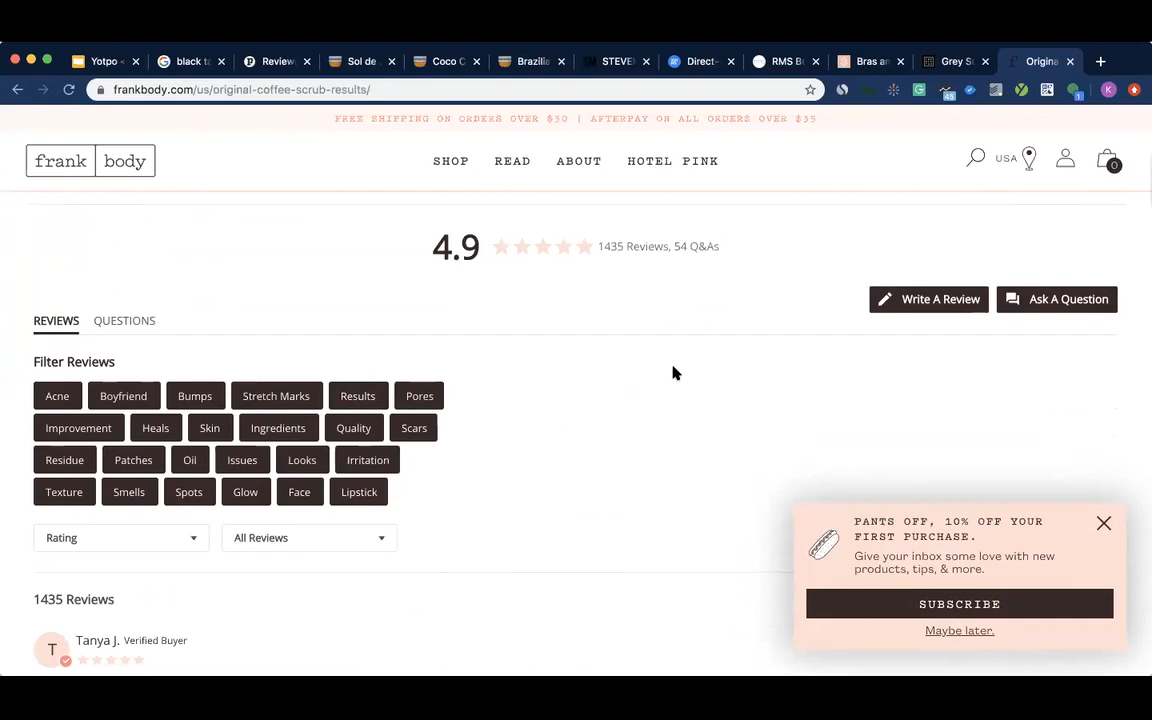 Yotpo
black t
Review
Sol de
Coco C
Brazilia
STEVE
Direct-
RMS B
Bras an
Grey S
Origina
frankbody.com/us/original-coffee-scrub-results/
K
FREE SHIPPING ON ORDERS OVER $30 | AFTERPAY ON ALL ORDERS OVER $35
frank body
SHOP READ ABOUT HOTEL PINK
USA
0
4.9 1435 Reviews, 54 Q&As
Write A Review
Ask A Question
REVIEWS QUESTIONS
Filter Reviews
Acne Boyfriend Bumps Stretch Marks Results Pores
Improvement Heals Skin Ingredients Quality Scars
Residue Patches Oil Issues Looks Irritation
Texture Smells Spots Glow Face Lipstick
Rating All Reviews
1435 Reviews
T
Tanya J. Verified Buyer
PANTS OFF, 10% OFF YOUR
FIRST PURCHASE.
Give your inbox some love with new
products, tips, & more.
SUBSCRIBE
Maybe later.